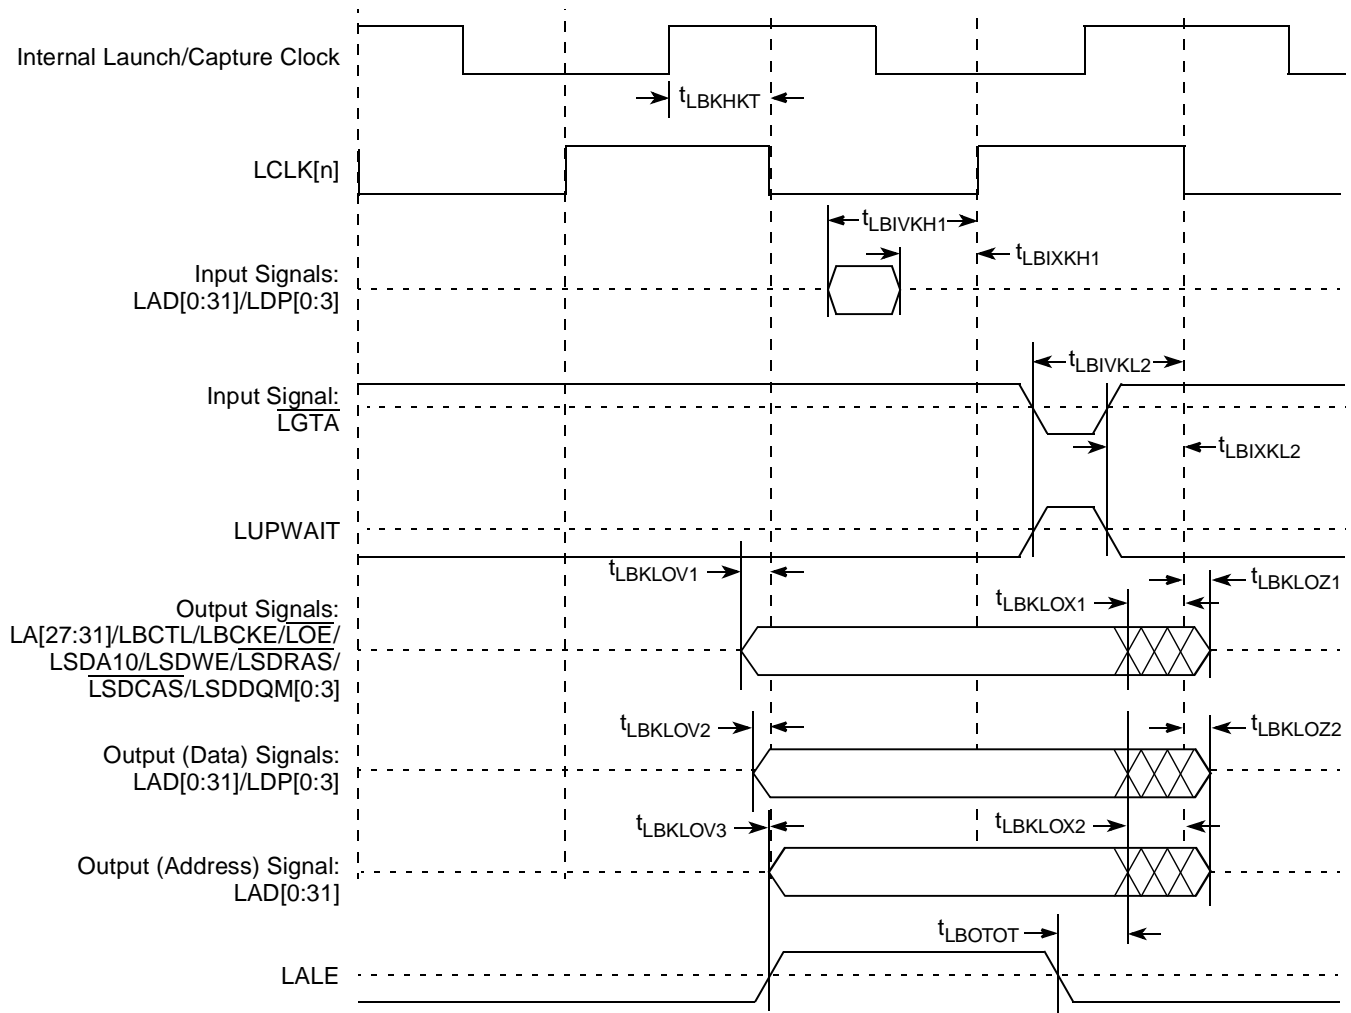 Internal Launch/Capture Clock
tLBKHKT
LCLK[n]
tLBIVKH1
tLBIXKH1
Input Signals:
LAD[0:31]/LDP[0:3]
tLBIVKL2
Input Signal:
LGTA
tLBIXKL2
LUPWAIT
tLBKLOV1
tLBKLOZ1
tLBKLOX1
Output Signals:
LA[27:31]/LBCTL/LBCKE/LOE/
LSDA10/LSDWE/LSDRAS/
LSDCAS/LSDDQM[0:3]
tLBKLOV2
tLBKLOZ2
Output (Data) Signals:
LAD[0:31]/LDP[0:3]
tLBKLOV3
tLBKLOX2
Output (Address) Signal:
LAD[0:31]
tLBOTOT
LALE